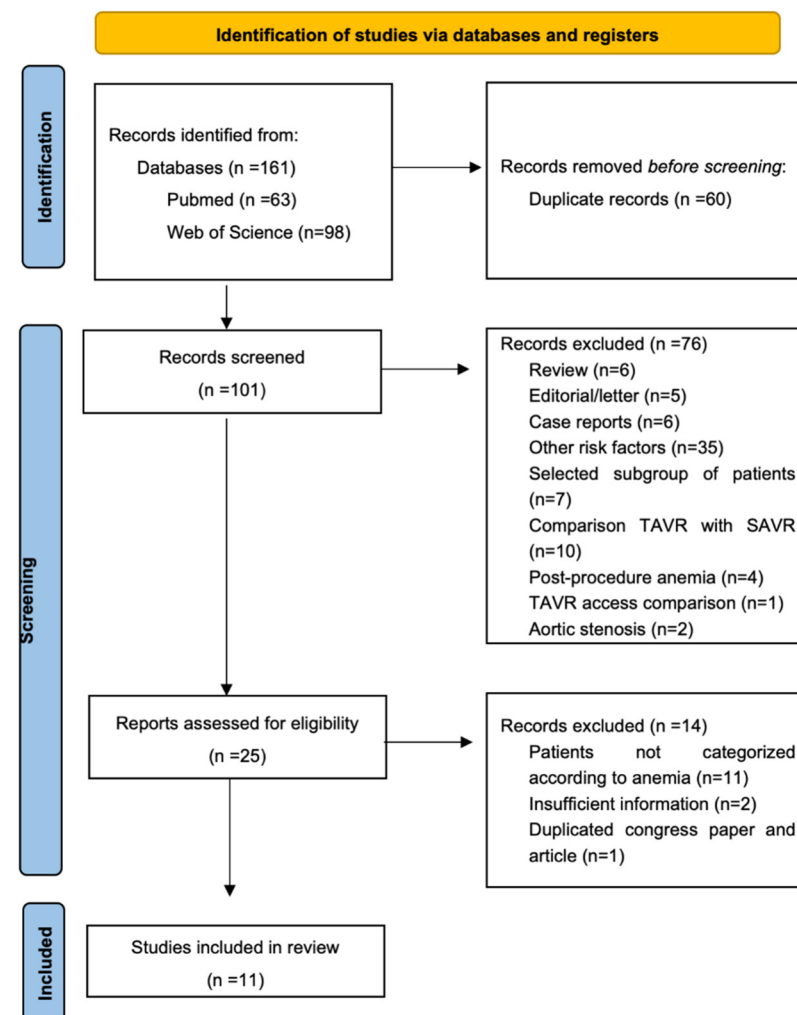 Identification of studies via databases and registers
Identification
Records identified from:
Databases (n =161)
Pubmed (n =63)
Web of Science (n=98)
Records removed before screening:
Duplicate records (n =60)
Screening
Records screened
(n =101)
Records excluded (n =76)
Review (n=6)
Editorial/letter (n=5)
Case reports (n=6)
Other risk factors (n=35)
Selected subgroup of patients
(n=7)
Comparison TAVR with SAVR
(n=10)
Post-procedure anemia (n=4)
TAVR access comparison (n=1)
Aortic stenosis (n=2)
Reports assessed for eligibility
(n =25)
Records excluded (n =14)
Patients not categorized
according to anemia (n=11)
Insufficient information (n=2)
Duplicated congress paper and
article (n=1)
Included
Studies included in review
(n =11)